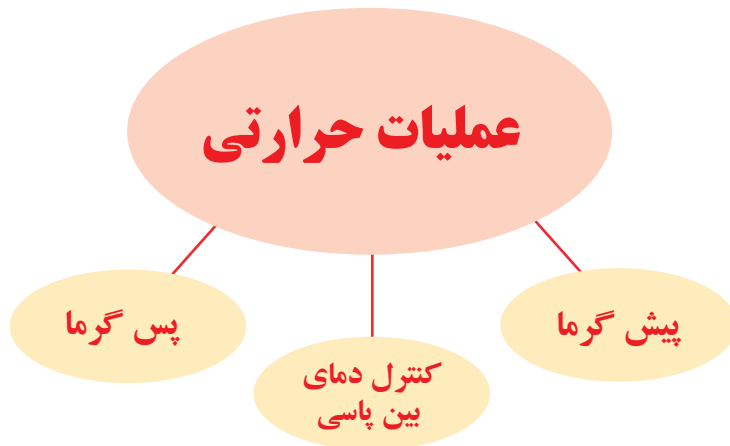 عملیات حرارتی
پیش گرما
کنترل دمای
بین پاسی
پس گرما